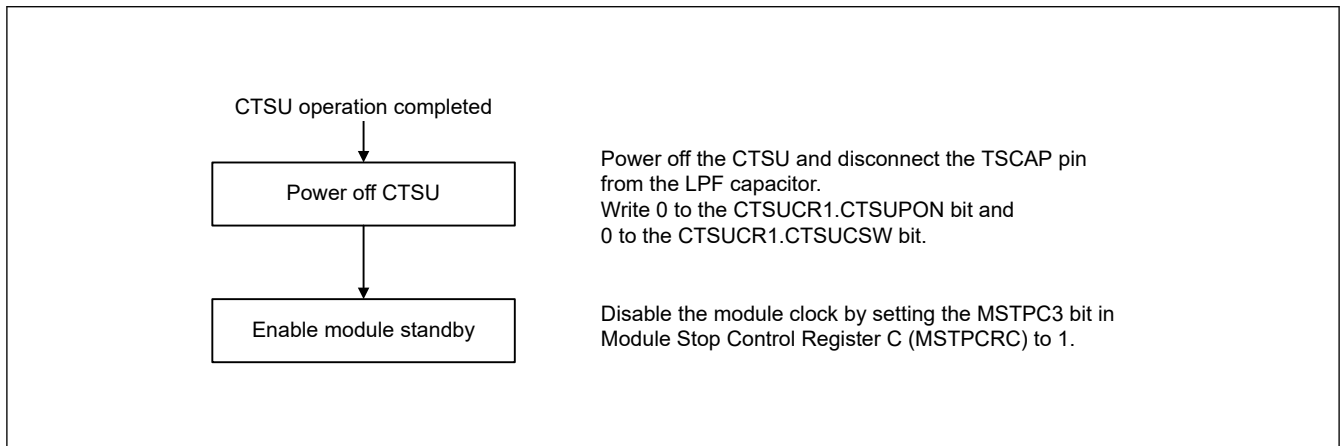 CTSU operation completed
Power off CTSU
Power off the CTSU and disconnect the TSCAP pin
from the LPF capacitor.
Write 0 to the CTSUCR1.CTSUPON bit and
0 to the CTSUCR1.CTSUCSW bit.
Enable module standby
Disable the module clock by setting the MSTPC3 bit in
Module Stop Control Register C (MSTPCRC) to 1.